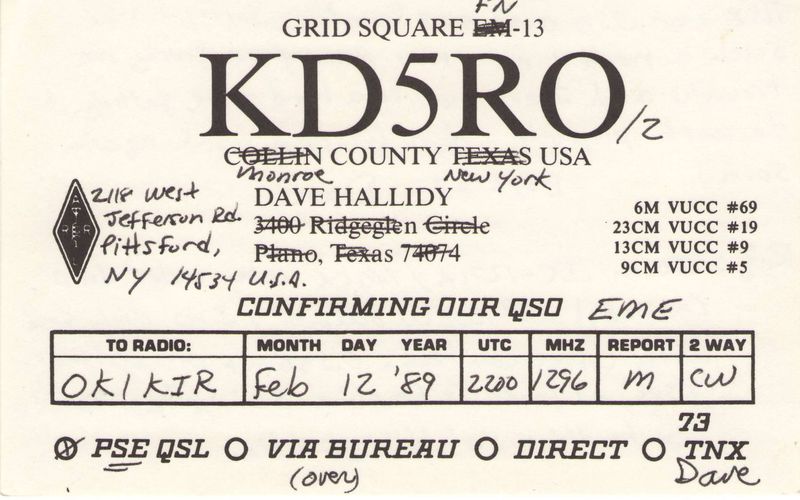 FN
GRID SQUARE EM-13
KD5RO/2
COLLIN COUNTY TEXAS USA
Monroe New York
DAVE HALLIDY
3400 Ridgeglen Circle
Plano, Texas 74074
2118 West
Jefferson Rd.
Pittsford,
NY 14534 U.S.A.
ARRL
6M VUCC #69
23CM VUCC #19
13CM VUCC #9
9CM VUCC #5
CONFIRMING OUR QSO EME
TO RADIO: MONTH DAY YEAR UTC MHZ REPORT 2 WAY
OK1KIR Feb 12 '89 2200 1296 M CW
73
PSE QSL VIA BUREAU DIRECT TNX
(over) Dave